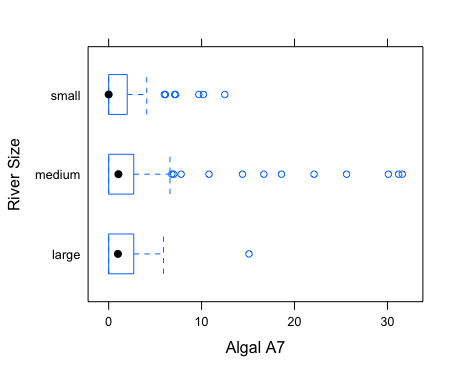 small
medium
large
River Size
0 10 20 30
Algal A7